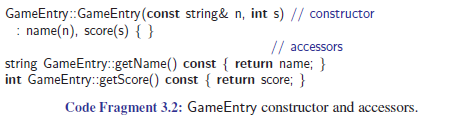 GameEntry::GameEntry(const string& n, int s) // constructor
: name(n), score(s) { }
// accessors
string GameEntry::getName() const { return name; }
int GameEntry::getScore() const { return score; }
Code Fragment 3.2: GameEntry constructor and accessors.